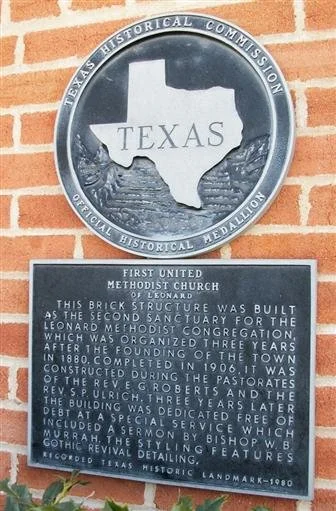 TEXAS HISTORICAL COMMISSION
TEXAS
OFFICIAL HISTORICAL MEDALLION
FIRST UNITED
METHODIST CHURCH
OF LEONARD
THIS BRICK STRUCTURE WAS BUILT
AS THE SECOND SANCTUARY FOR THE
LEONARD METHODIST CONGREGATION,
WHICH WAS ORGANIZED THREE YEARS
AFTER THE FOUNDING OF THE TOWN
IN 1880. COMPLETED IN 1906, IT WAS
CONSTRUCTED DURING THE PASTORATES
OF THE REV. E. G. ROBERTS AND THE
REV. S. P. ULRICH. THREE YEARS LATER
THE BUILDING WAS DEDICATED FREE OF
DEBT AT A SPECIAL SERVICE WHICH
INCLUDED A SERMON BY BISHOP W. B.
MURRAH. THE STYLING FEATURES
GOTHIC REVIVAL DETAILING.
RECORDED TEXAS HISTORIC LANDMARK-1980